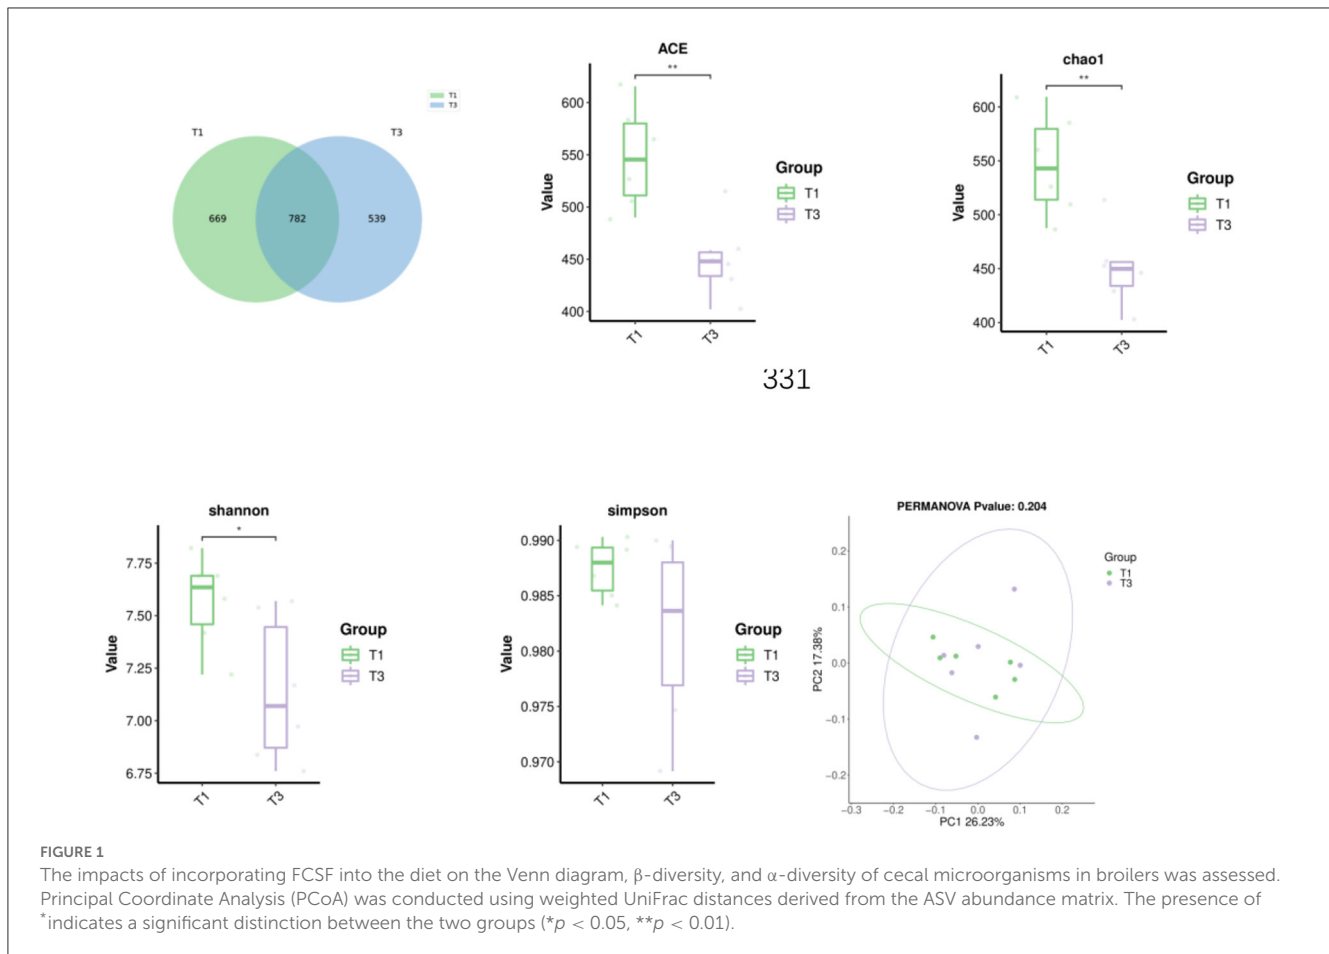 T1
T3
T1
T3
669
782
539
ACE
**
600
550
500
450
400
Value
T1
T3
Group
T1
T3
chao1
**
600
550
500
450
400
Value
T1
T3
Group
T1
T3
331
shannon
*
7.75
7.50
7.25
7.00
6.75
Value
T1
T3
Group
T1
T3
simpson
0.990
0.985
0.980
0.975
0.970
Value
T1
T3
Group
T1
T3
PERMANOVA Pvalue: 0.204
0.2
0.1
0.0
−0.1
−0.2
PC2 17.38%
−0.3 −0.2 −0.1 0.0 0.1 0.2
PC1 26.23%
Group
T1
T3
FIGURE 1
The impacts of incorporating FCSF into the diet on the Venn diagram, β-diversity, and α-diversity of cecal microorganisms in broilers was assessed.
Principal Coordinate Analysis (PCoA) was conducted using weighted UniFrac distances derived from the ASV abundance matrix. The presence of
*indicates a significant distinction between the two groups (*p < 0.05, **p < 0.01).